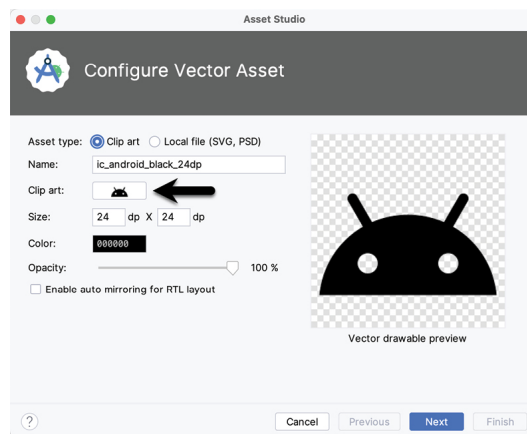 Asset Studio
Configure Vector Asset
Asset type: Clip art Local file (SVG, PSD)
Name: ic_android_black_24dp
Clip art:
Size: 24 dp X 24 dp
Color: 000000
Opacity: 100 %
Enable auto mirroring for RTL layout
Vector drawable preview
? Cancel Previous Next Finish